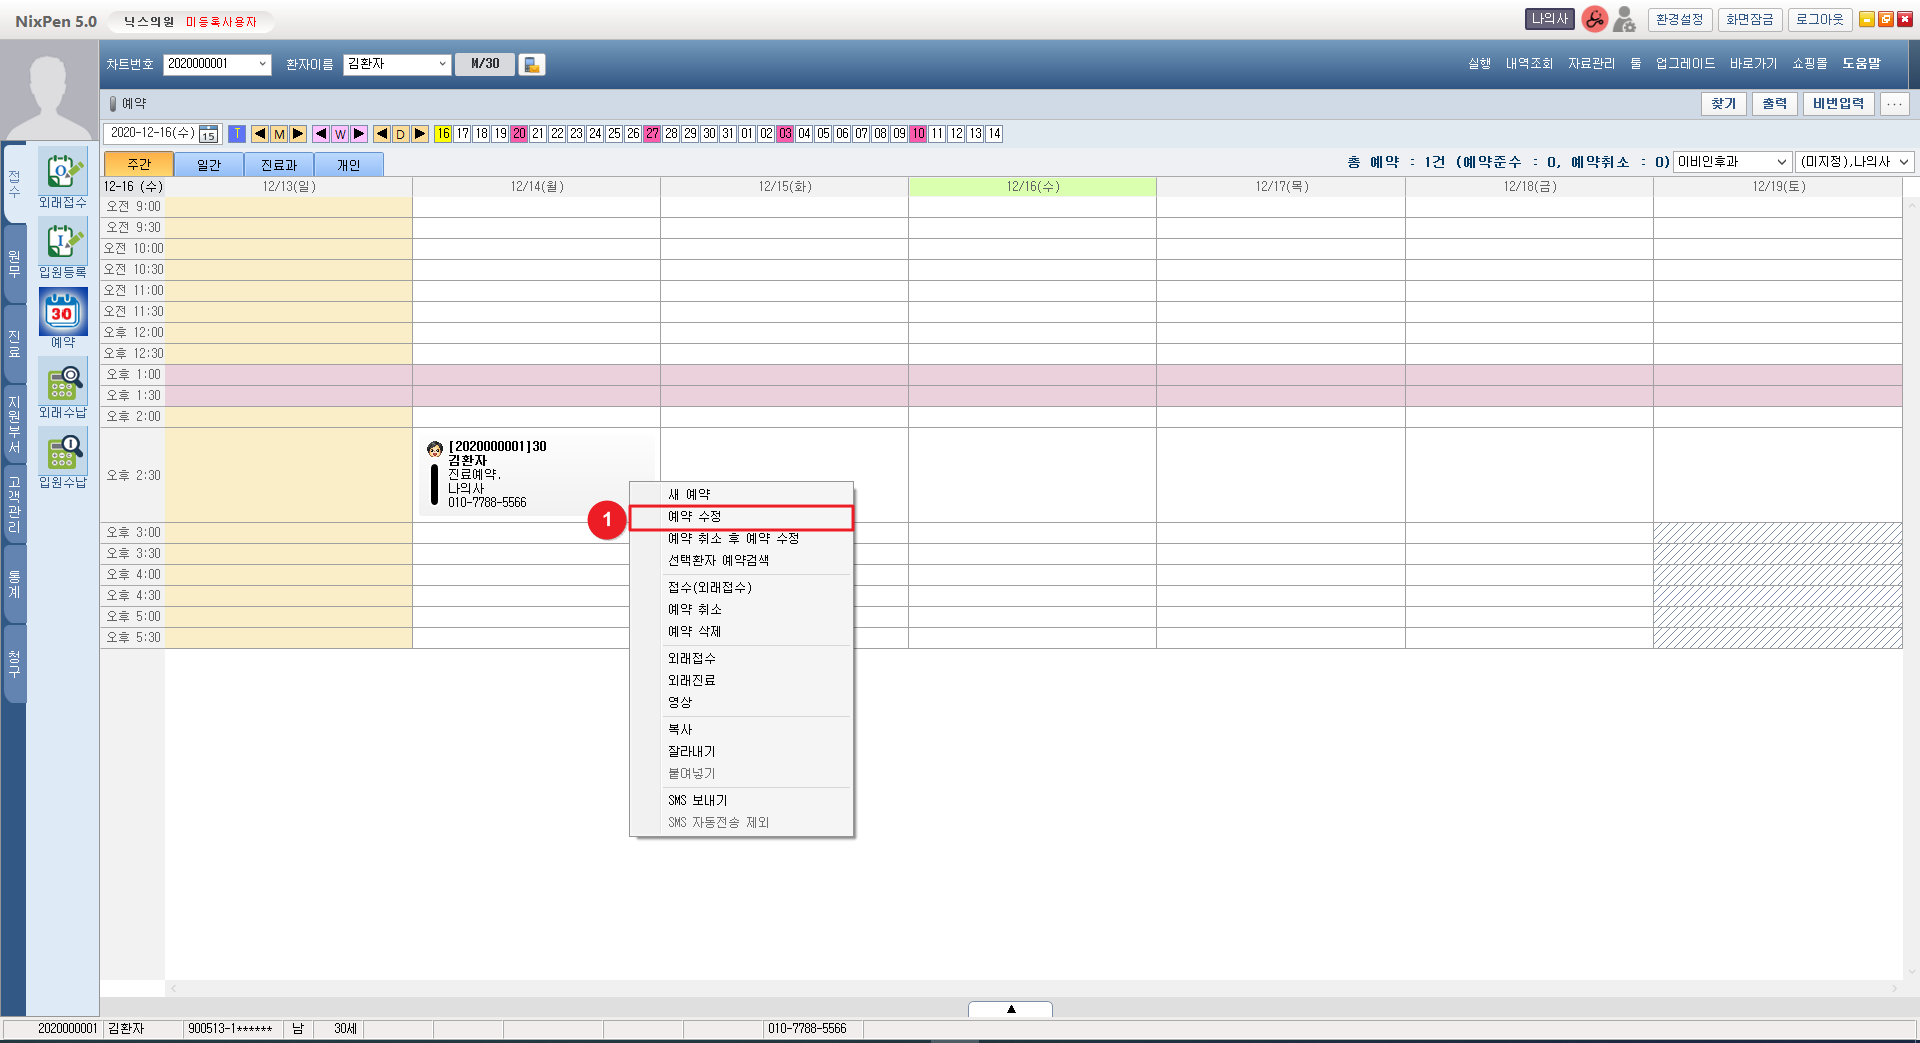 NixPen 5.0 닉스의원 미등록사용자 나의사 환경설정 화면잠금 로그아웃
차트번호 2020000001 환자이름 김환자 M/30 실행 내역조회 자료관리 툴 업그레이드 바로가기 쇼핑몰 도움말
예약 찾기 출력 비번입력 ...
2020-12-16(수) 15 T ◀ M ▶ ◀ W ▶ ◀ D ▶ 16 17 18 19 20 21 22 23 24 25 26 27 28 29 30 31 01 02 03 04 05 06 07 08 09 10 11 12 13 14
주간 일간 진료과 개인 총 예약 : 1건 (예약준수 : 0, 예약취소 : 0) 이비인후과 (미지정),나의사
12-16 (수) 12/13(일) 12/14(월) 12/15(화) 12/16(수) 12/17(목) 12/18(금) 12/19(토)
오전 9:00
오전 9:30
오전 10:00
오전 10:30
오전 11:00
오전 11:30
오후 12:00
오후 12:30
오후 1:00
오후 1:30
오후 2:00
오후 2:30
오후 3:00
오후 3:30
오후 4:00
오후 4:30
오후 5:00
오후 5:30
접수
원무
진료
지원부서
고객관리
통계
청구
O
외래접수
I
입원등록
30
예약
외래수납
입원수납
[2020000001]30
김환자
진료예약.
나의사
010-7788-5566
1
새 예약
예약 수정
예약 취소 후 예약 수정
선택환자 예약검색
접수(외래접수)
예약 취소
예약 삭제
외래접수
외래진료
영상
복사
잘라내기
붙여넣기
SMS 보내기
SMS 자동전송 제외
▲
2020000001 김환자 900513-1****** 남 30세 010-7788-5566